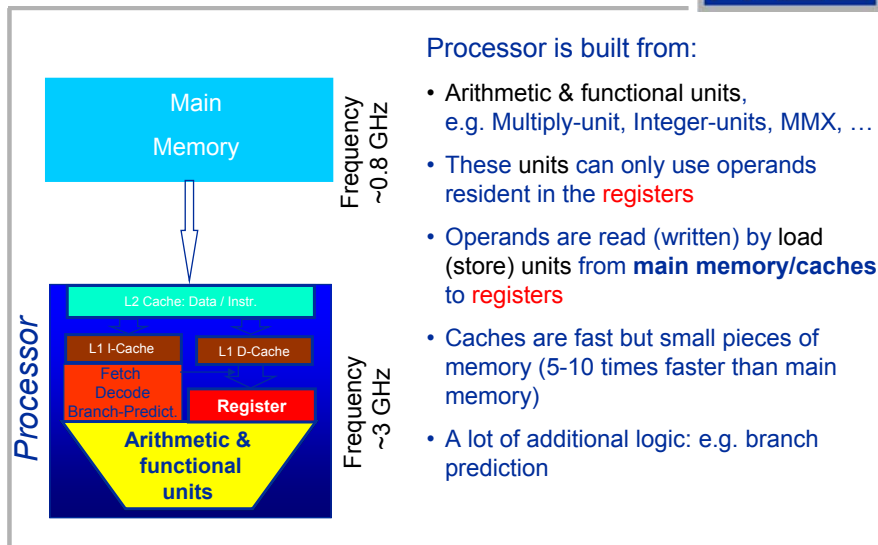 Main
Memory
Frequency
~0.8 GHz
Processor
L2 Cache: Data / Instr.
L1 I-Cache
L1 D-Cache
Fetch
Decode
Branch-Predict.
Register
Arithmetic &
functional
units
Frequency
~3 GHz
Processor is built from:
• Arithmetic & functional units,
e.g. Multiply-unit, Integer-units, MMX, …
• These units can only use operands
resident in the registers
• Operands are read (written) by load
(store) units from main memory/caches
to registers
• Caches are fast but small pieces of
memory (5-10 times faster than main
memory)
• A lot of additional logic: e.g. branch
prediction